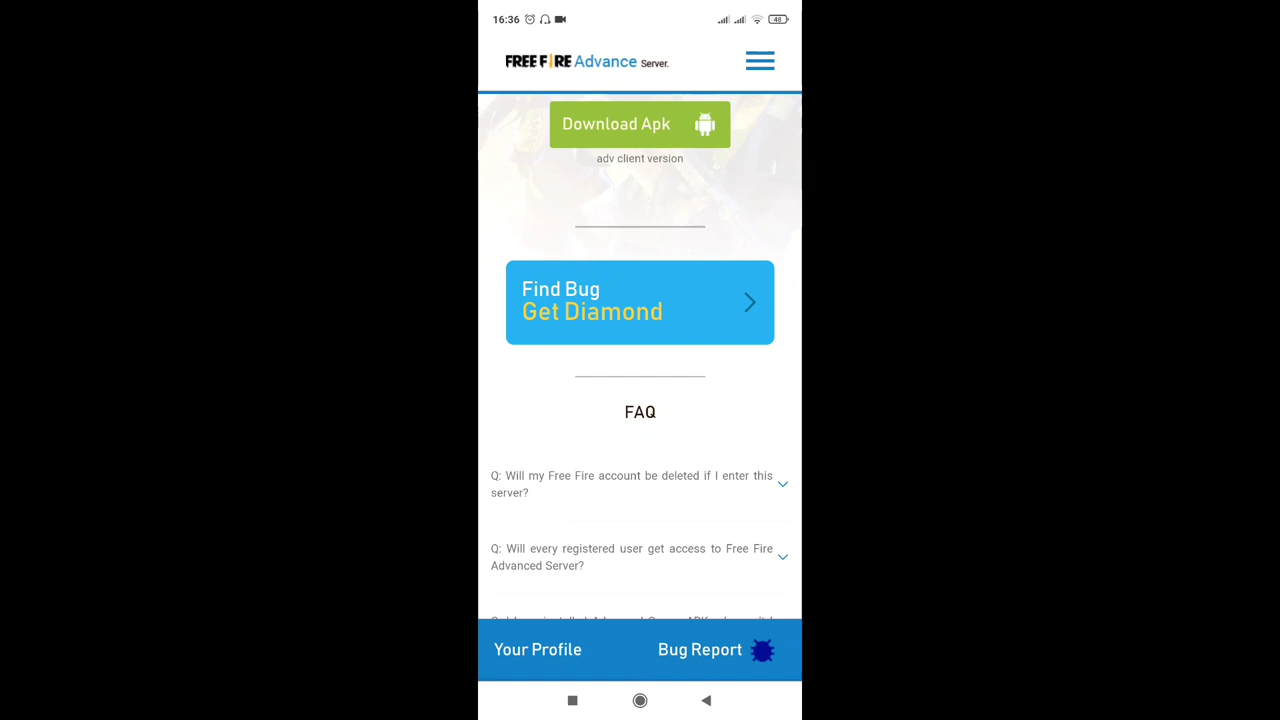 16:36
48
FREE FIRE Advance Server.
Download Apk
adv client version
Find Bug
Get Diamond
FAQ
Q: Will my Free Fire account be deleted if I enter this
server?
Q: Will every registered user get access to Free Fire
Advanced Server?
Your Profile
Bug Report